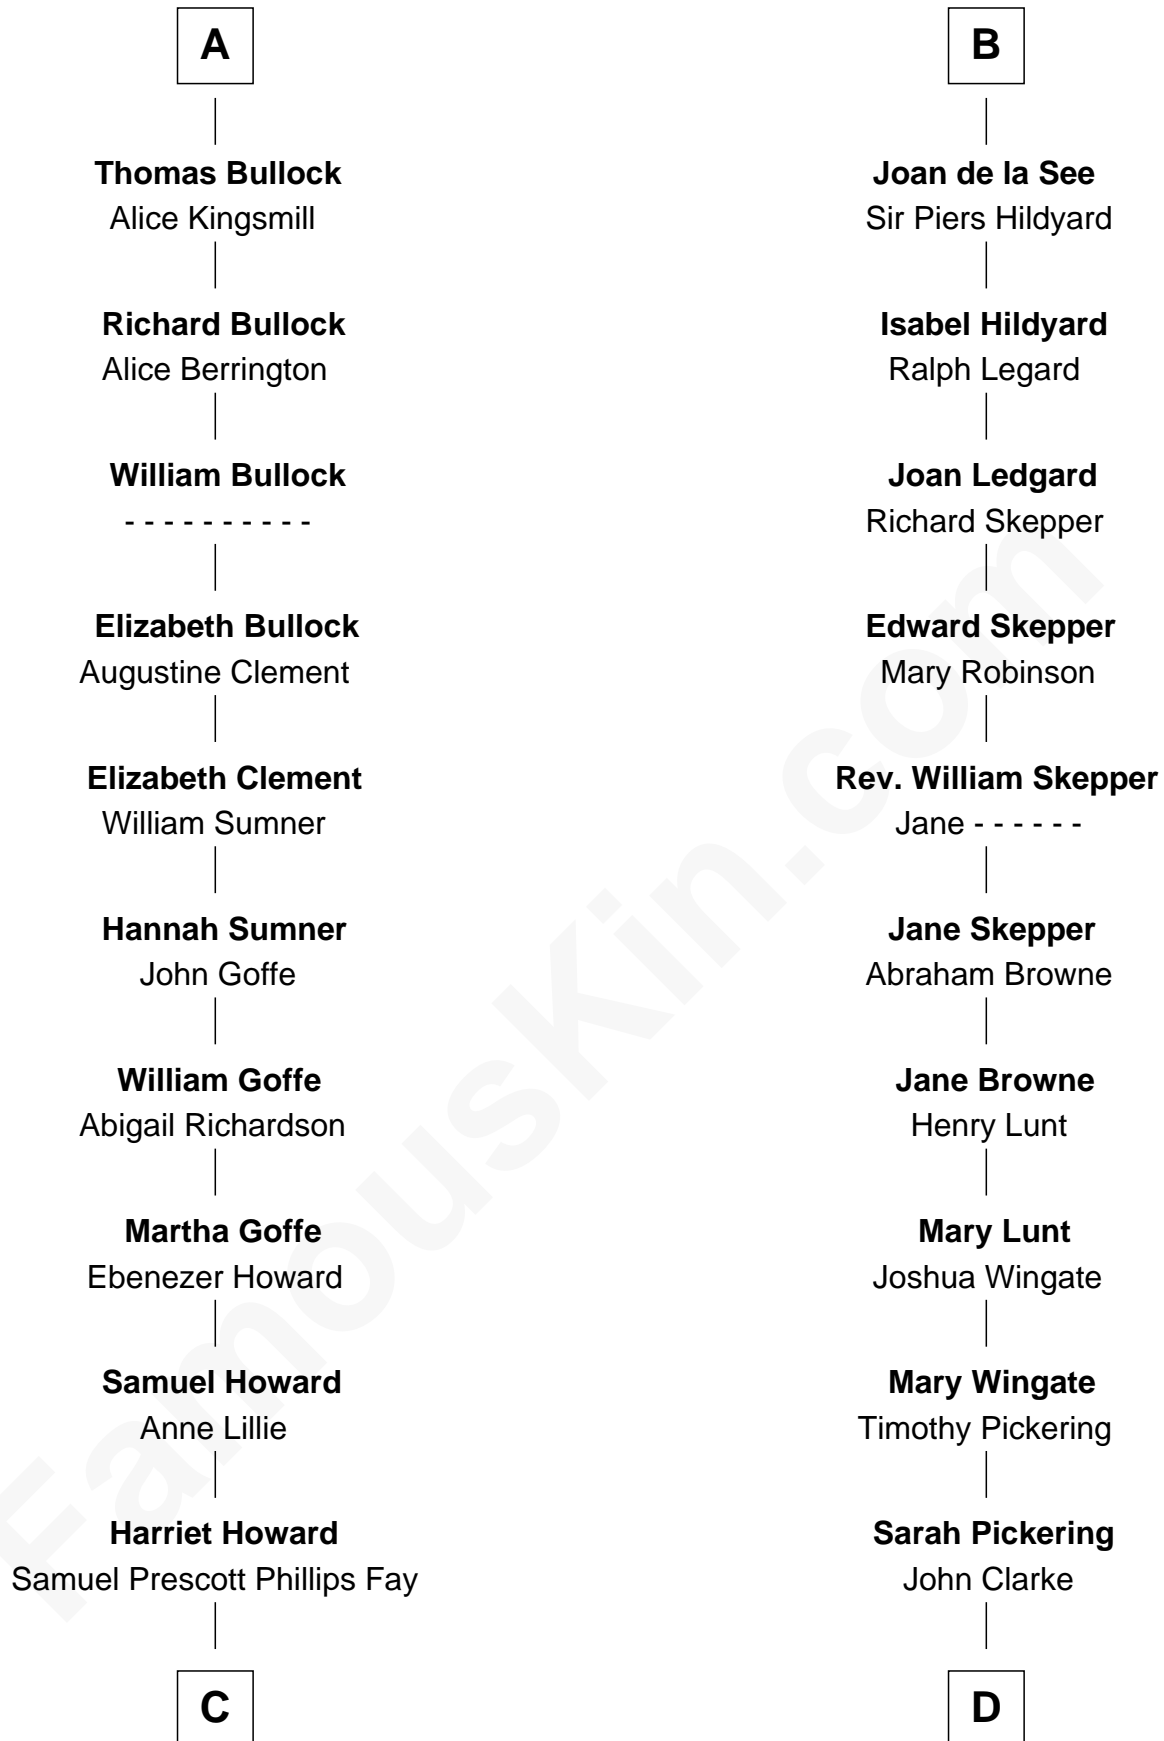 A
Thomas Bullock
Alice Kingsmill
Richard Bullock
Alice Berrington
William Bullock
- - - - - - - - - -
Elizabeth Bullock
Augustine Clement
Elizabeth Clement
William Sumner
Hannah Sumner
John Goffe
William Goffe
Abigail Richardson
Martha Goffe
Ebenezer Howard
Samuel Howard
Anne Lillie
Harriet Howard
Samuel Prescott Phillips Fay
C
B
Joan de la See
Sir Piers Hildyard
Isabel Hildyard
Ralph Legard
Joan Ledgard
Richard Skepper
Edward Skepper
Mary Robinson
Rev. William Skepper
Jane - - - - - -
Jane Skepper
Abraham Browne
Jane Browne
Henry Lunt
Mary Lunt
Joshua Wingate
Mary Wingate
Timothy Pickering
Sarah Pickering
John Clarke
D
FamousKin.com